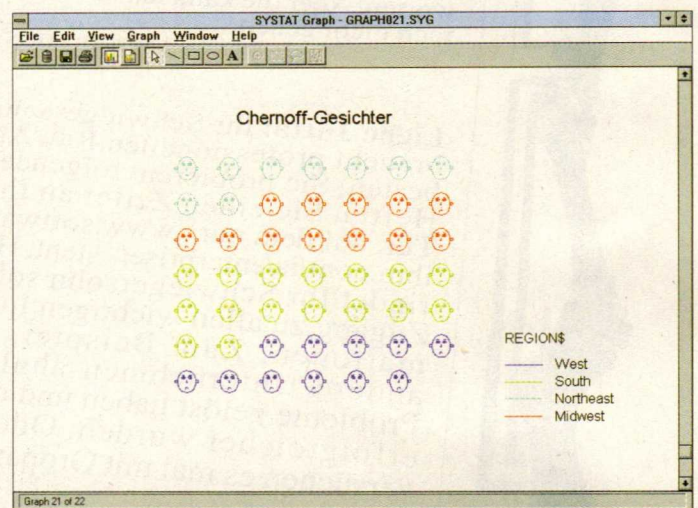 SYSTAT Graph - GRAPH021.SYG
File Edit View Graph Window Help
A
Chernoff-Gesichter
REGION$
West
South
Northeast
Midwest
Graph 21 of 22